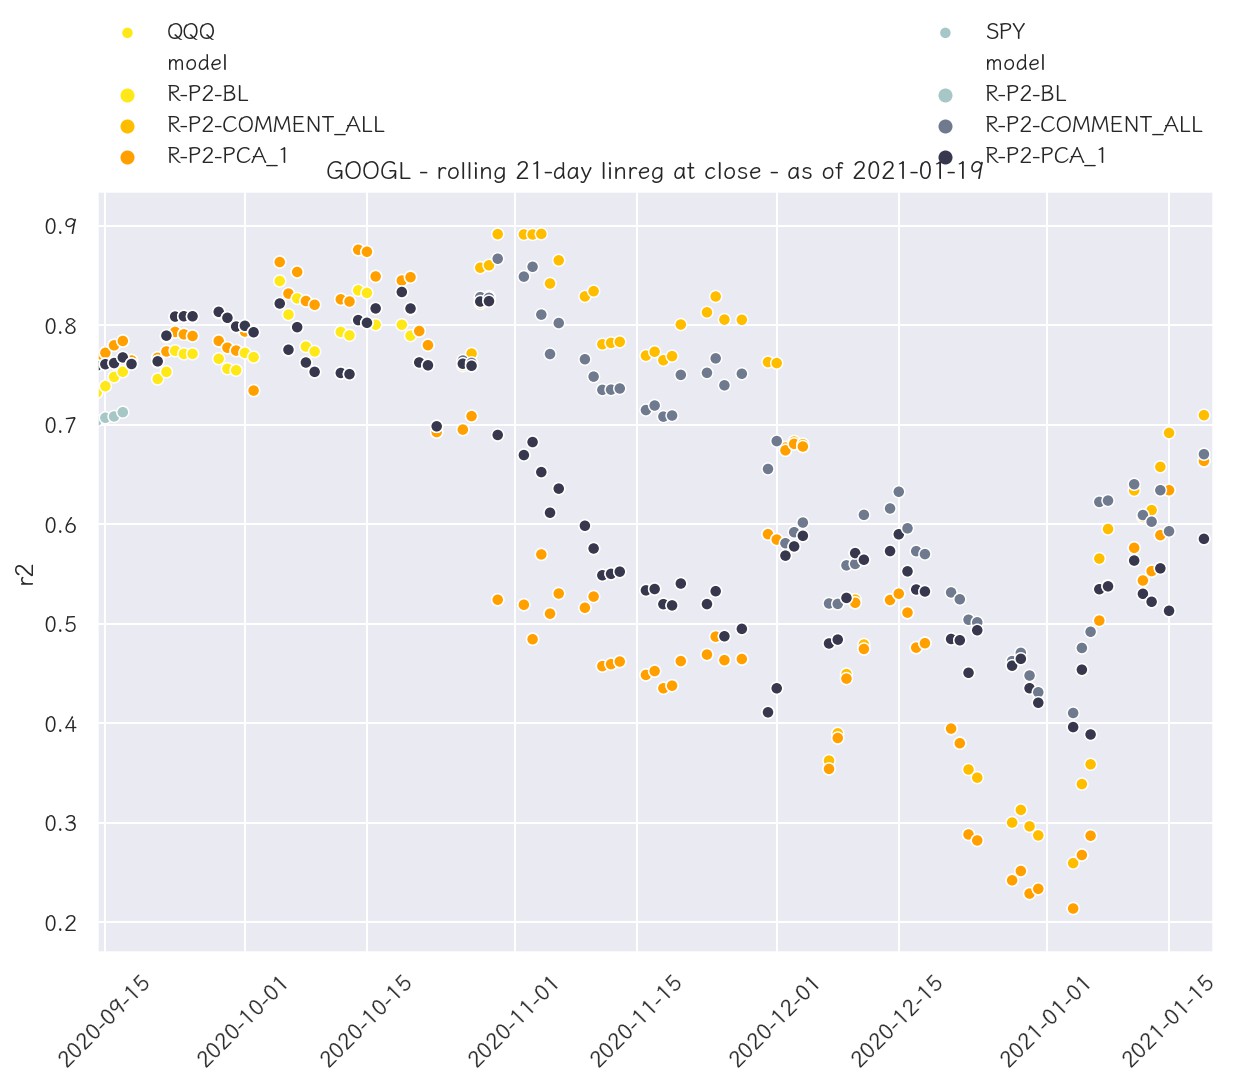 QQQ
model
R-P2-BL
R-P2-COMMENT_ALL
R-P2-PCA_1
SPY
model
R-P2-BL
R-P2-COMMENT_ALL
R-P2-PCA_1
GOOGL - rolling 21-day linreg at close - as of 2021-01-19
0.9
0.8
0.7
0.6
0.5
0.4
0.3
0.2
r2
2020-09-15
2020-10-01
2020-10-15
2020-11-01
2020-11-15
2020-12-01
2020-12-15
2021-01-01
2021-01-15